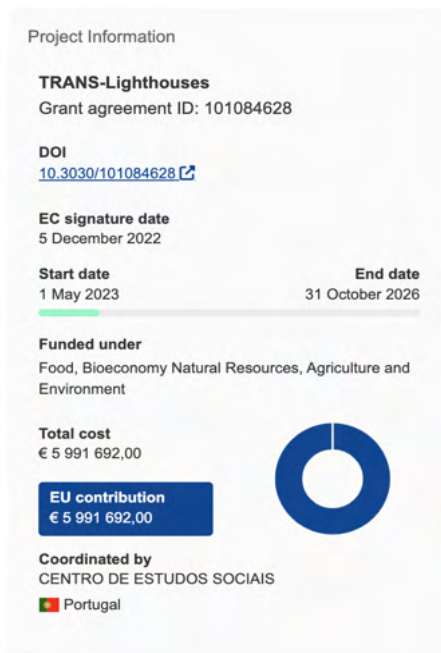 Project Information
TRANS-Lighthouses
Grant agreement ID: 101084628
DOI
10.3030/101084628
EC signature date
5 December 2022
Start date
End date
1 May 2023
31 October 2026
Funded under
Food, Bioeconomy Natural Resources, Agriculture and
Environment
Total cost
€ 5 991 692,00
EU contribution
€ 5 991 692,00
Coordinated by
CENTRO DE ESTUDOS SOCIAIS
Portugal